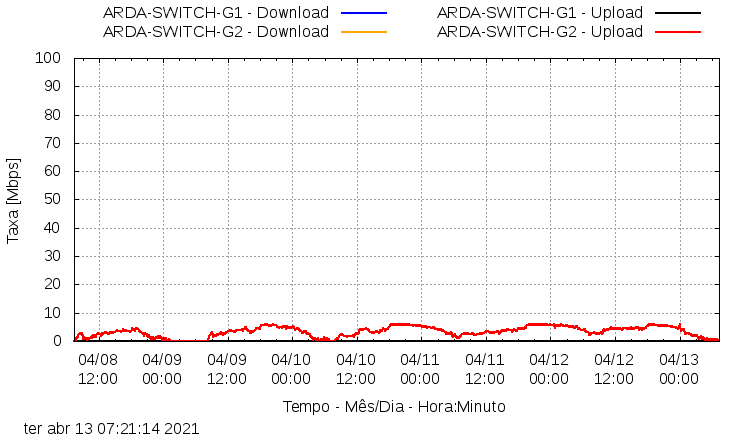 ARDA-SWITCH-G1 - Download ARDA-SWITCH-G1 - Upload
ARDA-SWITCH-G2 - Download ARDA-SWITCH-G2 - Upload
100
90
80
70
60
50
40
30
20
10
0
Taxa [Mbps]
04/08 04/09 04/09 04/10 04/10 04/11 04/11 04/12 04/12 04/13
12:00 00:00 12:00 00:00 12:00 00:00 12:00 00:00 12:00 00:00
Tempo - Mês/Dia - Hora:Minuto
ter abr 13 07:21:14 2021